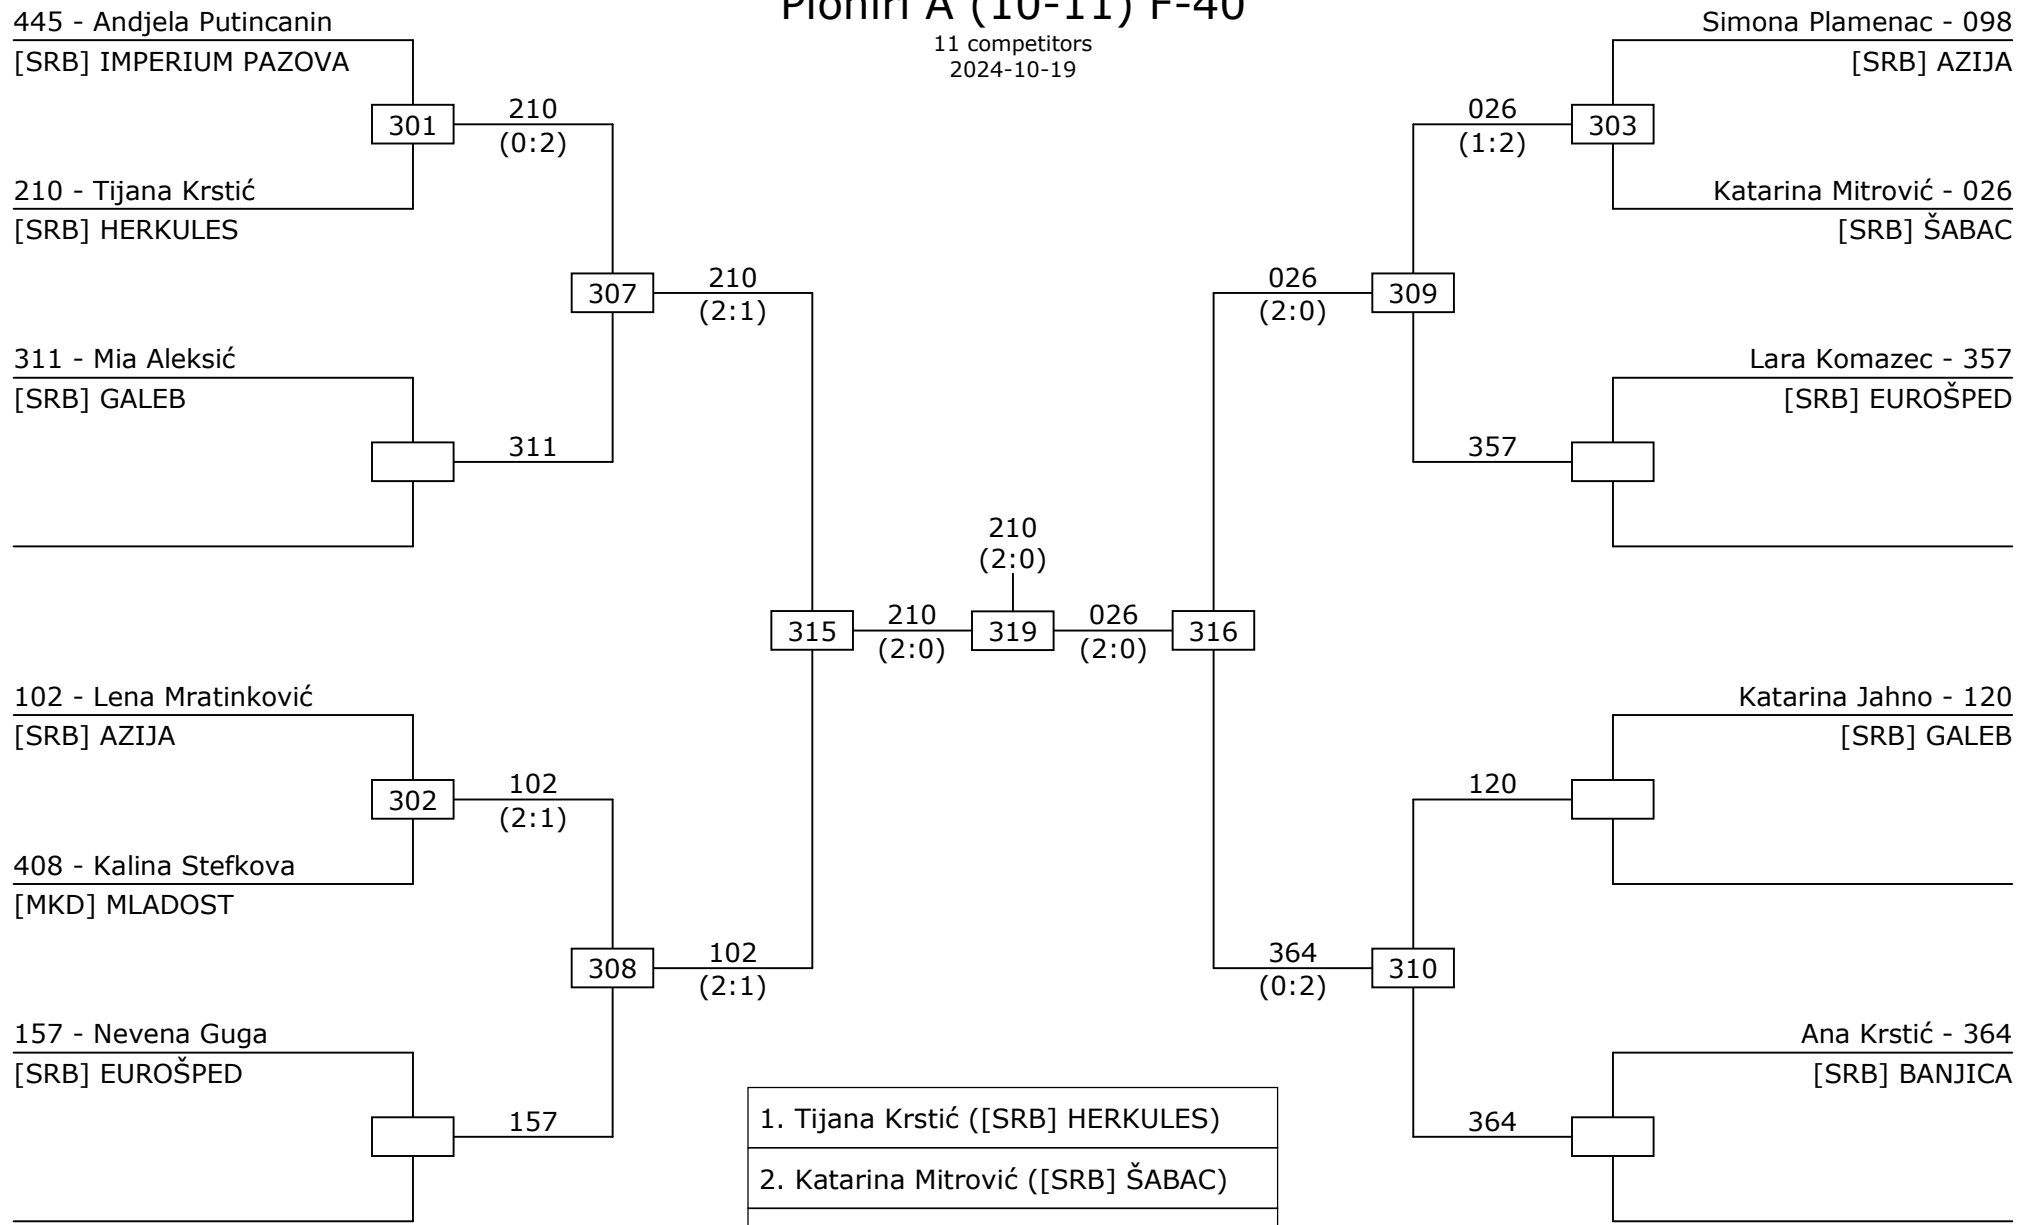 Pioniri A (10-11) F-40
11 competitors
2024-10-19
445 - Andjela Putincanin
[SRB] IMPERIUM PAZOVA
301
210
(0:2)
210 - Tijana Krstić
[SRB] HERKULES
307
210
(2:1)
311 - Mia Aleksić
[SRB] GALEB
311
102 - Lena Mratinković
[SRB] AZIJA
302
102
(2:1)
408 - Kalina Stefkova
[MKD] MLADOST
308
102
(2:1)
157 - Nevena Guga
[SRB] EUROŠPED
157
315
210
(2:0)
210
(2:0)
319
026
(2:0)
316
Simona Plamenac - 098
[SRB] AZIJA
026
(1:2)
303
Katarina Mitrović - 026
[SRB] ŠABAC
026
(2:0)
309
Lara Komazec - 357
[SRB] EUROŠPED
357
Katarina Jahno - 120
[SRB] GALEB
120
364
(0:2)
310
Ana Krstić - 364
[SRB] BANJICA
364
1. Tijana Krstić ([SRB] HERKULES)
2. Katarina Mitrović ([SRB] ŠABAC)